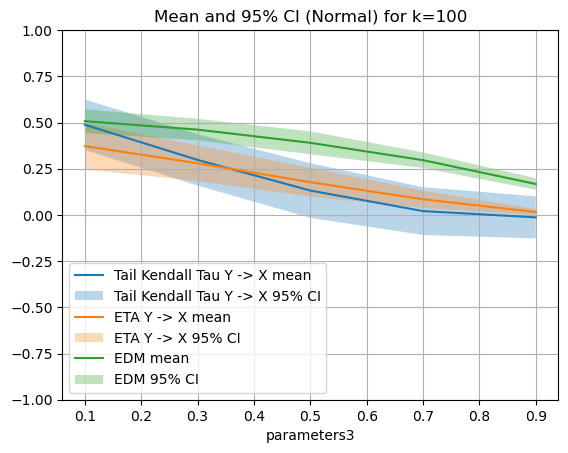 Mean and 95% CI (Normal) for k=100
1.00
0.75
0.50
0.25
0.00
−0.25
−0.50
−0.75
−1.00
Tail Kendall Tau Y -> X mean
Tail Kendall Tau Y -> X 95% CI
ETA Y -> X mean
ETA Y -> X 95% CI
EDM mean
EDM 95% CI
0.1 0.2 0.3 0.4 0.5 0.6 0.7 0.8 0.9
parameters3